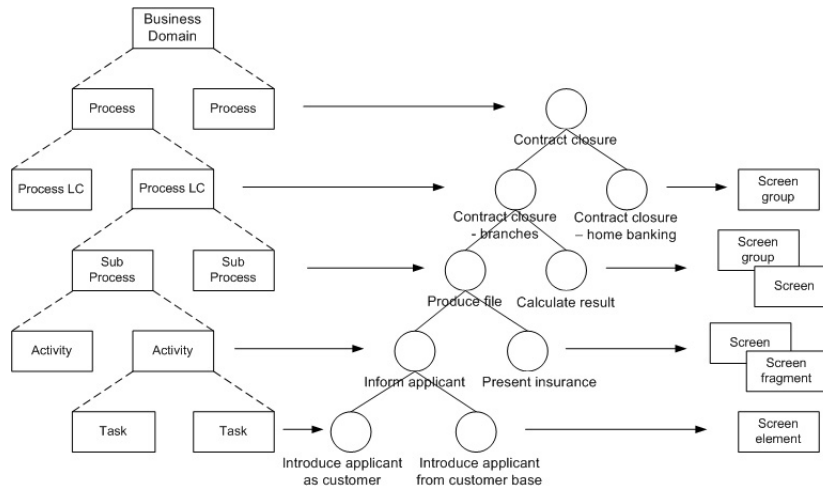 Business
Domain
Process
Process
Contract closure
Process LC
Process LC
Contract closure
- branches
Contract closure
– home banking
Screen
group
Sub
Process
Sub
Process
Produce file
Calculate result
Screen
group
Screen
Activity
Activity
Inform applicant
Present insurance
Screen
Screen
fragment
Task
Task
Introduce applicant
as customer
Introduce applicant
from customer base
Screen
element